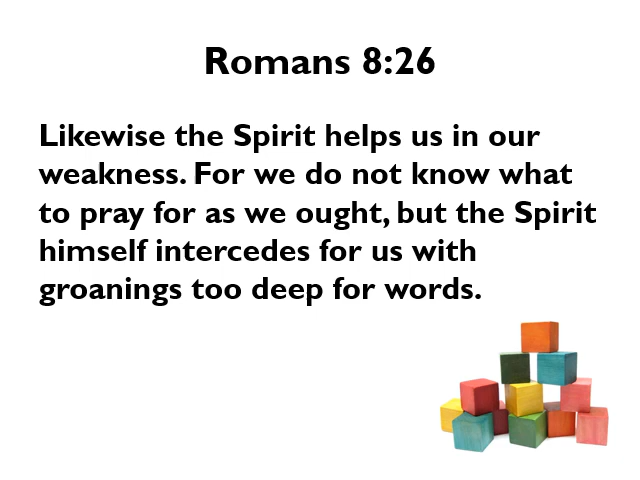 Romans 8:26
Likewise the Spirit helps us in our
weakness. For we do not know what
to pray for as we ought, but the Spirit
himself intercedes for us with
groanings too deep for words.